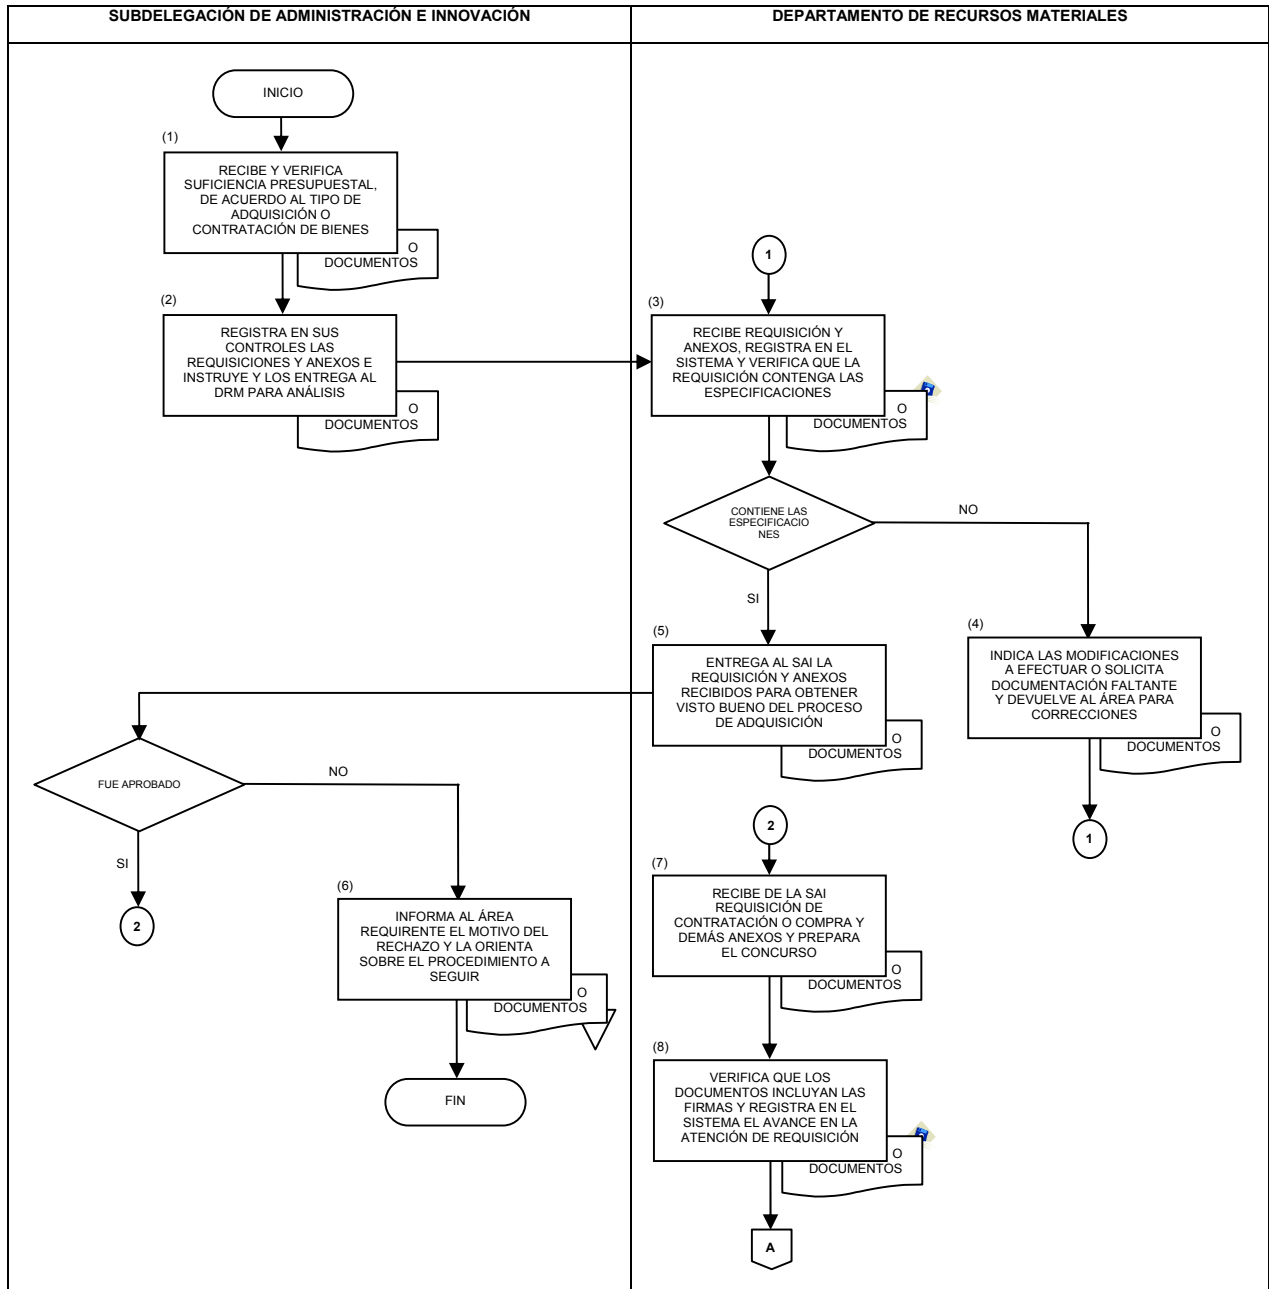 SUBDELEGACIÓN DE ADMINISTRACIÓN E INNOVACIÓN
DEPARTAMENTO DE RECURSOS MATERIALES
INICIO
(1)
RECIBE Y VERIFICA
SUFICIENCIA PRESUPUESTAL,
DE ACUERDO AL TIPO DE
ADQUISICIÓN O
CONTRATACIÓN DE BIENES
O
DOCUMENTOS
(2)
REGISTRA EN SUS
CONTROLES LAS
REQUISICIONES Y ANEXOS E
INSTRUYE Y LOS ENTREGA AL
DRM PARA ANÁLISIS
O
DOCUMENTOS
1
(3)
RECIBE REQUISICIÓN Y
ANEXOS, REGISTRA EN EL
SISTEMA Y VERIFICA QUE LA
REQUISICIÓN CONTENGA LAS
ESPECIFICACIONES
O
DOCUMENTOS
CONTIENE LAS
ESPECIFICACIO
NES
NO
SI
(4)
INDICA LAS MODIFICACIONES
A EFECTUAR O SOLICITA
DOCUMENTACIÓN FALTANTE
Y DEVUELVE AL ÁREA PARA
CORRECCIONES
O
DOCUMENTOS
1
(5)
ENTREGA AL SAI LA
REQUISICIÓN Y ANEXOS
RECIBIDOS PARA OBTENER
VISTO BUENO DEL PROCESO
DE ADQUISICIÓN
O
DOCUMENTOS
FUE APROBADO
NO
SI
2
(6)
INFORMA AL ÁREA
REQUIRENTE EL MOTIVO DEL
RECHAZO Y LA ORIENTA
SOBRE EL PROCEDIMIENTO A
SEGUIR
O
DOCUMENTOS
FIN
2
(7)
RECIBE DE LA SAI
REQUISICIÓN DE
CONTRATACIÓN O COMPRA Y
DEMÁS ANEXOS Y PREPARA
EL CONCURSO
O
DOCUMENTOS
(8)
VERIFICA QUE LOS
DOCUMENTOS INCLUYAN LAS
FIRMAS Y REGISTRA EN EL
SISTEMA EL AVANCE EN LA
ATENCIÓN DE REQUISICIÓN
O
DOCUMENTOS
A